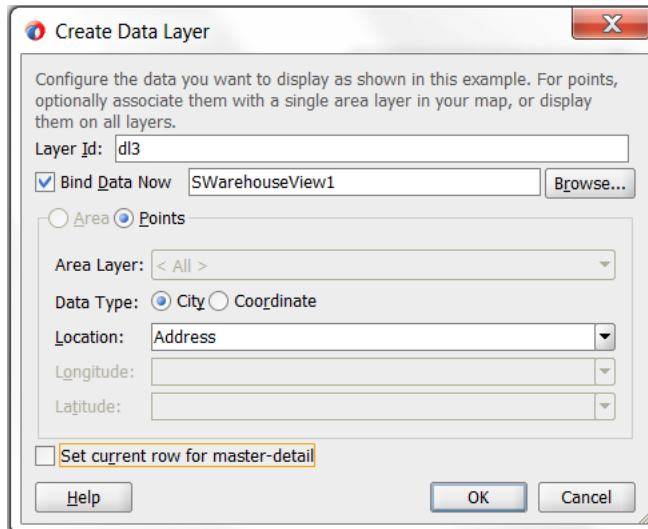 Create Data Layer
X
Configure the data you want to display as shown in this example. For points,
optionally associate them with a single area layer in your map, or display
them on all layers.
Layer Id: dl3
Bind Data Now SWarehouseView1 Browse...
Area Points
Area Layer: < All >
Data Type: City Coordinate
Location: Address
Longitude:
Latitude:
Set current row for master-detail
Help OK Cancel